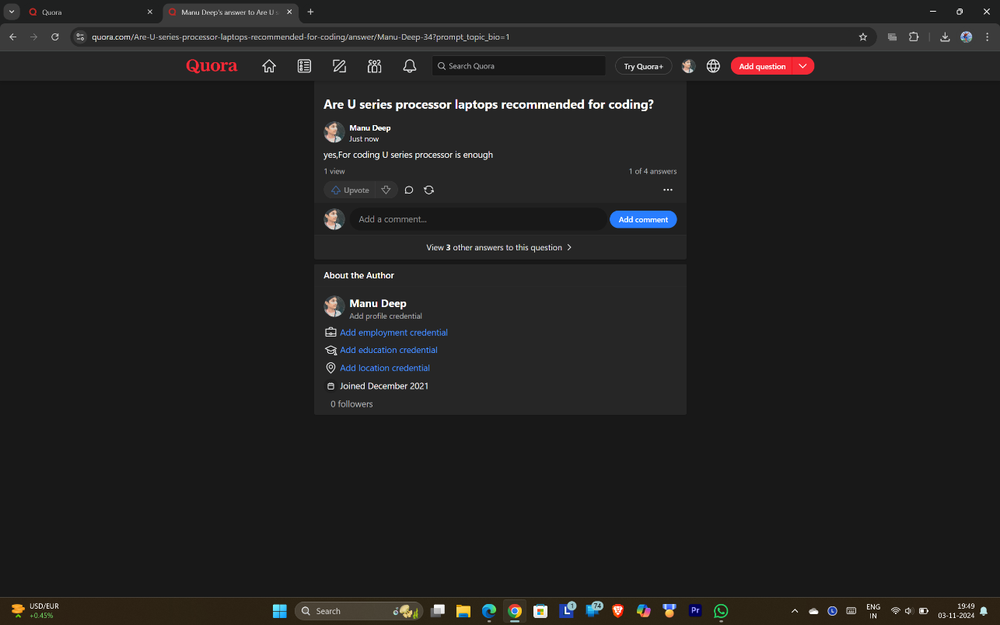 Quora
Manu Deep's answer to Are U s
quora.com/Are-U-series-processor-laptops-recommended-for-coding/answer/Manu-Deep-34?prompt_topic_bio=1
Quora
Search Quora
Try Quora+
Add question
Are U series processor laptops recommended for coding?
Manu Deep
Just now
yes,For coding U series processor is enough
1 view
1 of 4 answers
Upvote
Add a comment...
Add comment
View 3 other answers to this question
About the Author
Manu Deep
Add profile credential
Add employment credential
Add education credential
Add location credential
Joined December 2021
0 followers
USD/EUR
+0.45%
Search
L
1
74
Pr
L
ENG
IN
19:49
03-11-2024